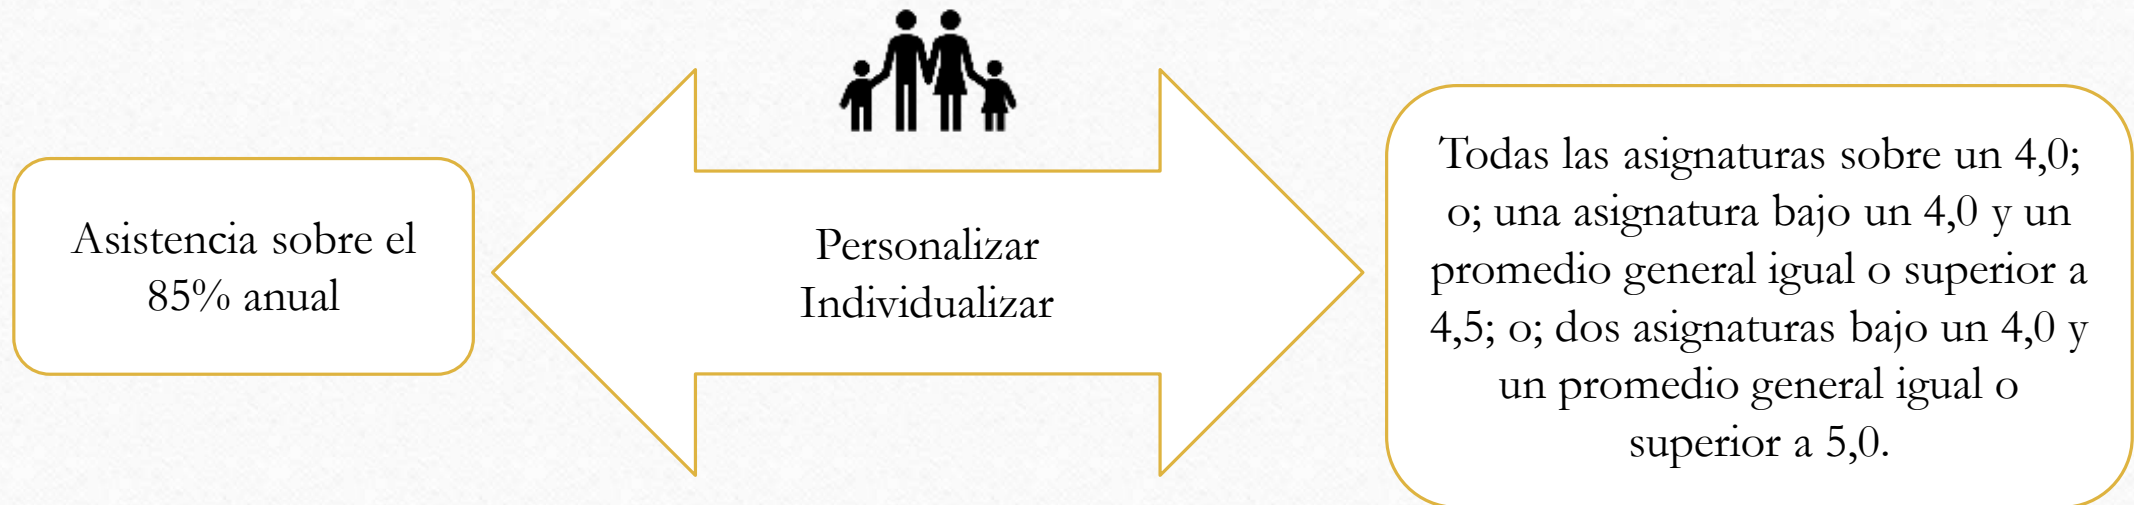 Asistencia sobre el
85% anual
Personalizar
Individualizar
Todas las asignaturas sobre un 4,0;
o; una asignatura bajo un 4,0 y un
promedio general igual o superior a
4,5; o; dos asignaturas bajo un 4,0 y
un promedio general igual o
superior a 5,0.